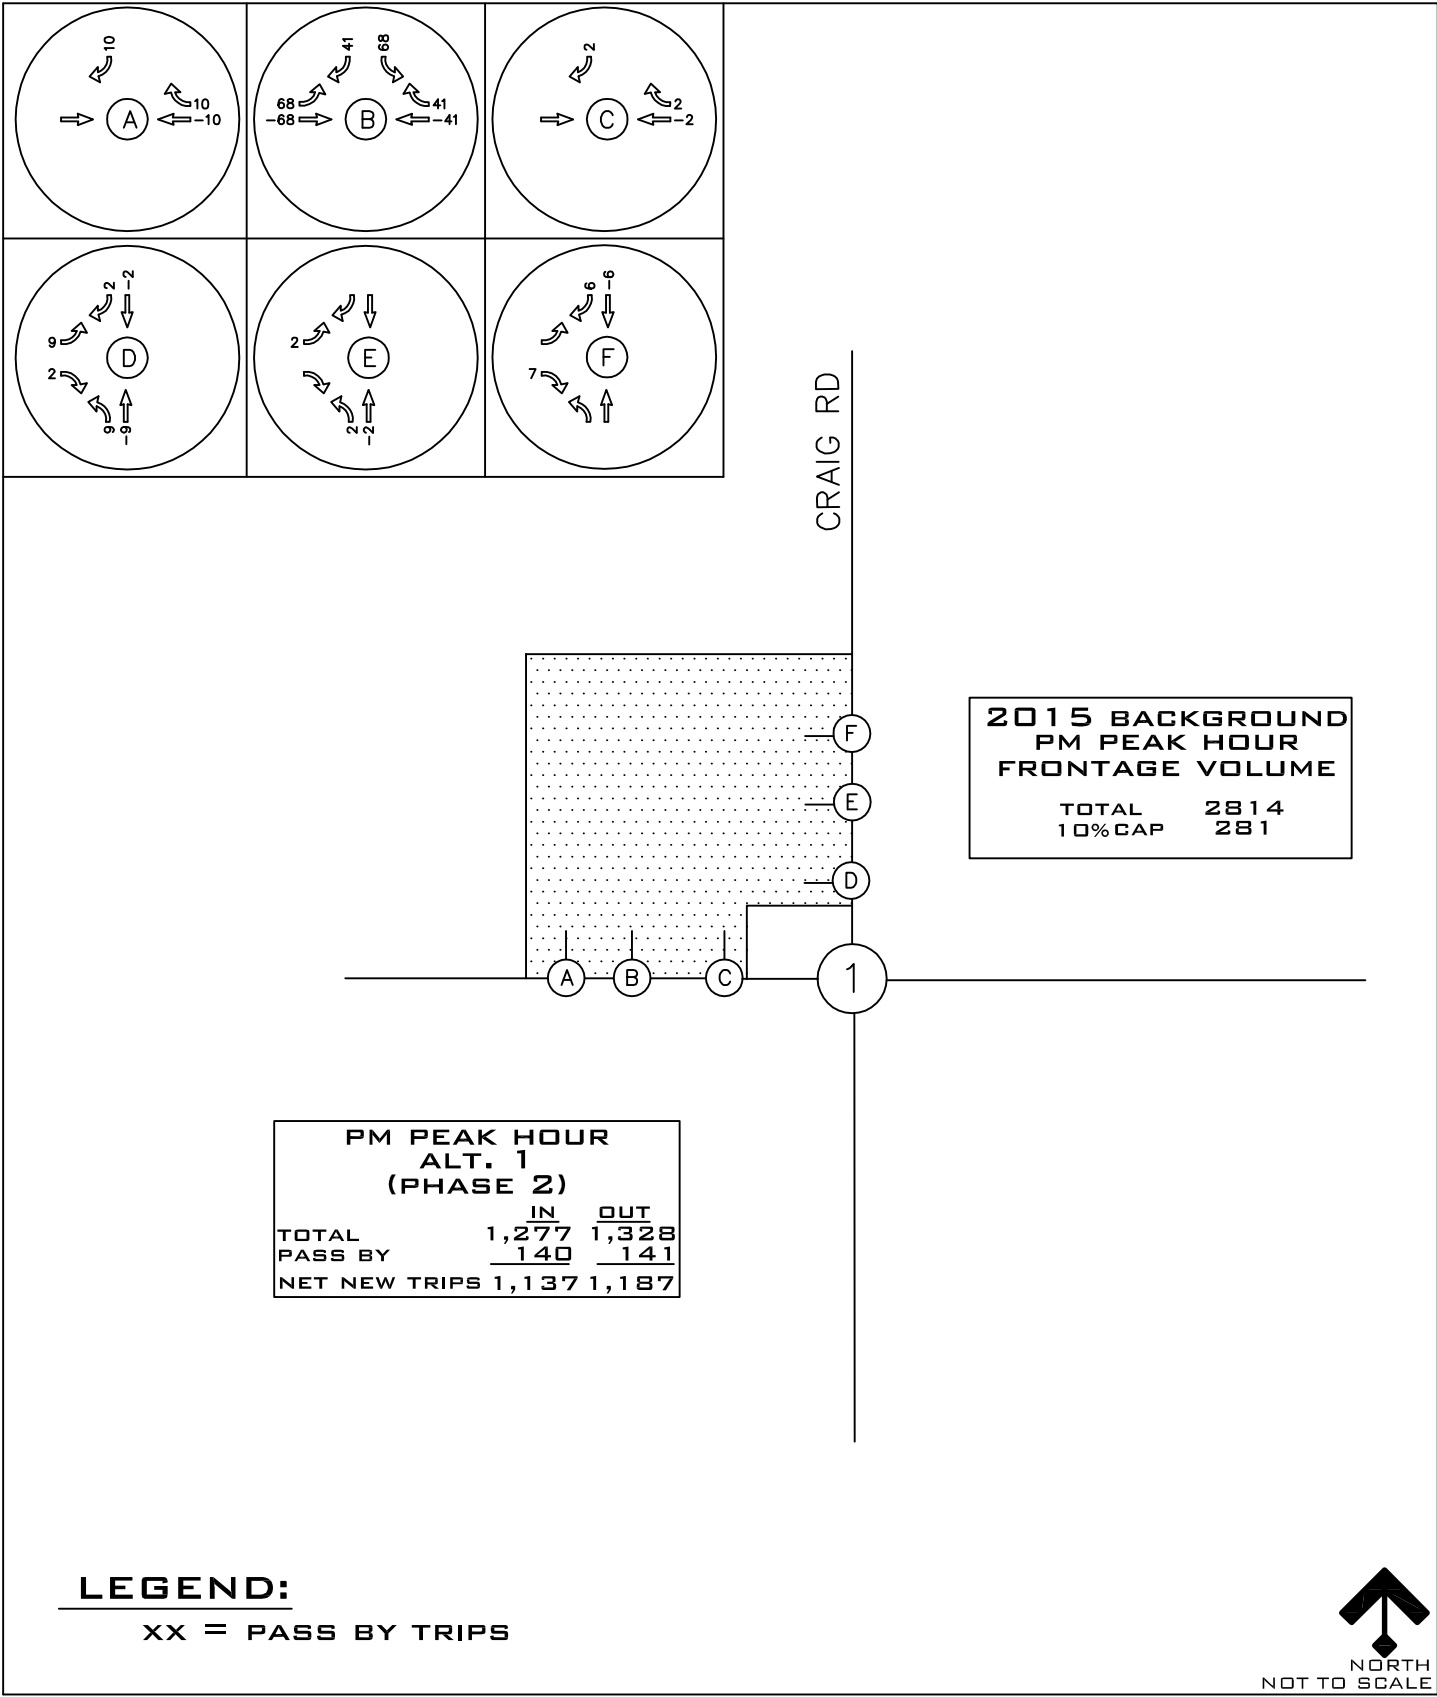 10
10
-10
A
41
68
68
-68
41
-41
B
2
2
-2
C
2
-2
9
2
9
-9
D
2
2
-2
E
6
-6
7
F
CRAIG RD
F
E
D
A
B
C
1
2015 BACKGROUND
PM PEAK HOUR
FRONTAGE VOLUME
TOTAL 2814
10% CAP 281
PM PEAK HOUR
ALT. 1
(PHASE 2)
IN OUT
TOTAL 1,277 1,328
PASS BY 140 141
NET NEW TRIPS 1,137 1,187
LEGEND:
XX = PASS BY TRIPS
NORTH
NOT TO SCALE